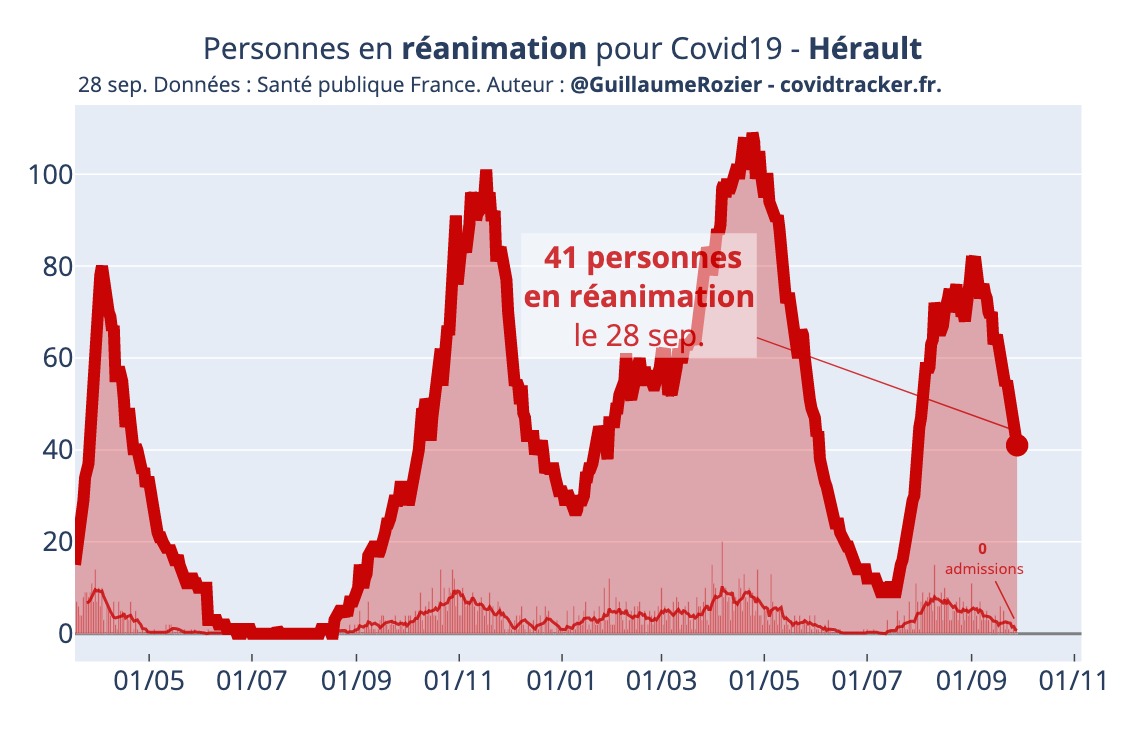 Personnes en réanimation pour Covid19 - Hérault
28 sep. Données : Santé publique France. Auteur : @GuillaumeRozier - covidtracker.fr.
100
80
60
40
20
0
41 personnes
en réanimation
le 28 sep.
0
admissions
01/05 01/07 01/09 01/11 01/01 01/03 01/05 01/07 01/09 01/11